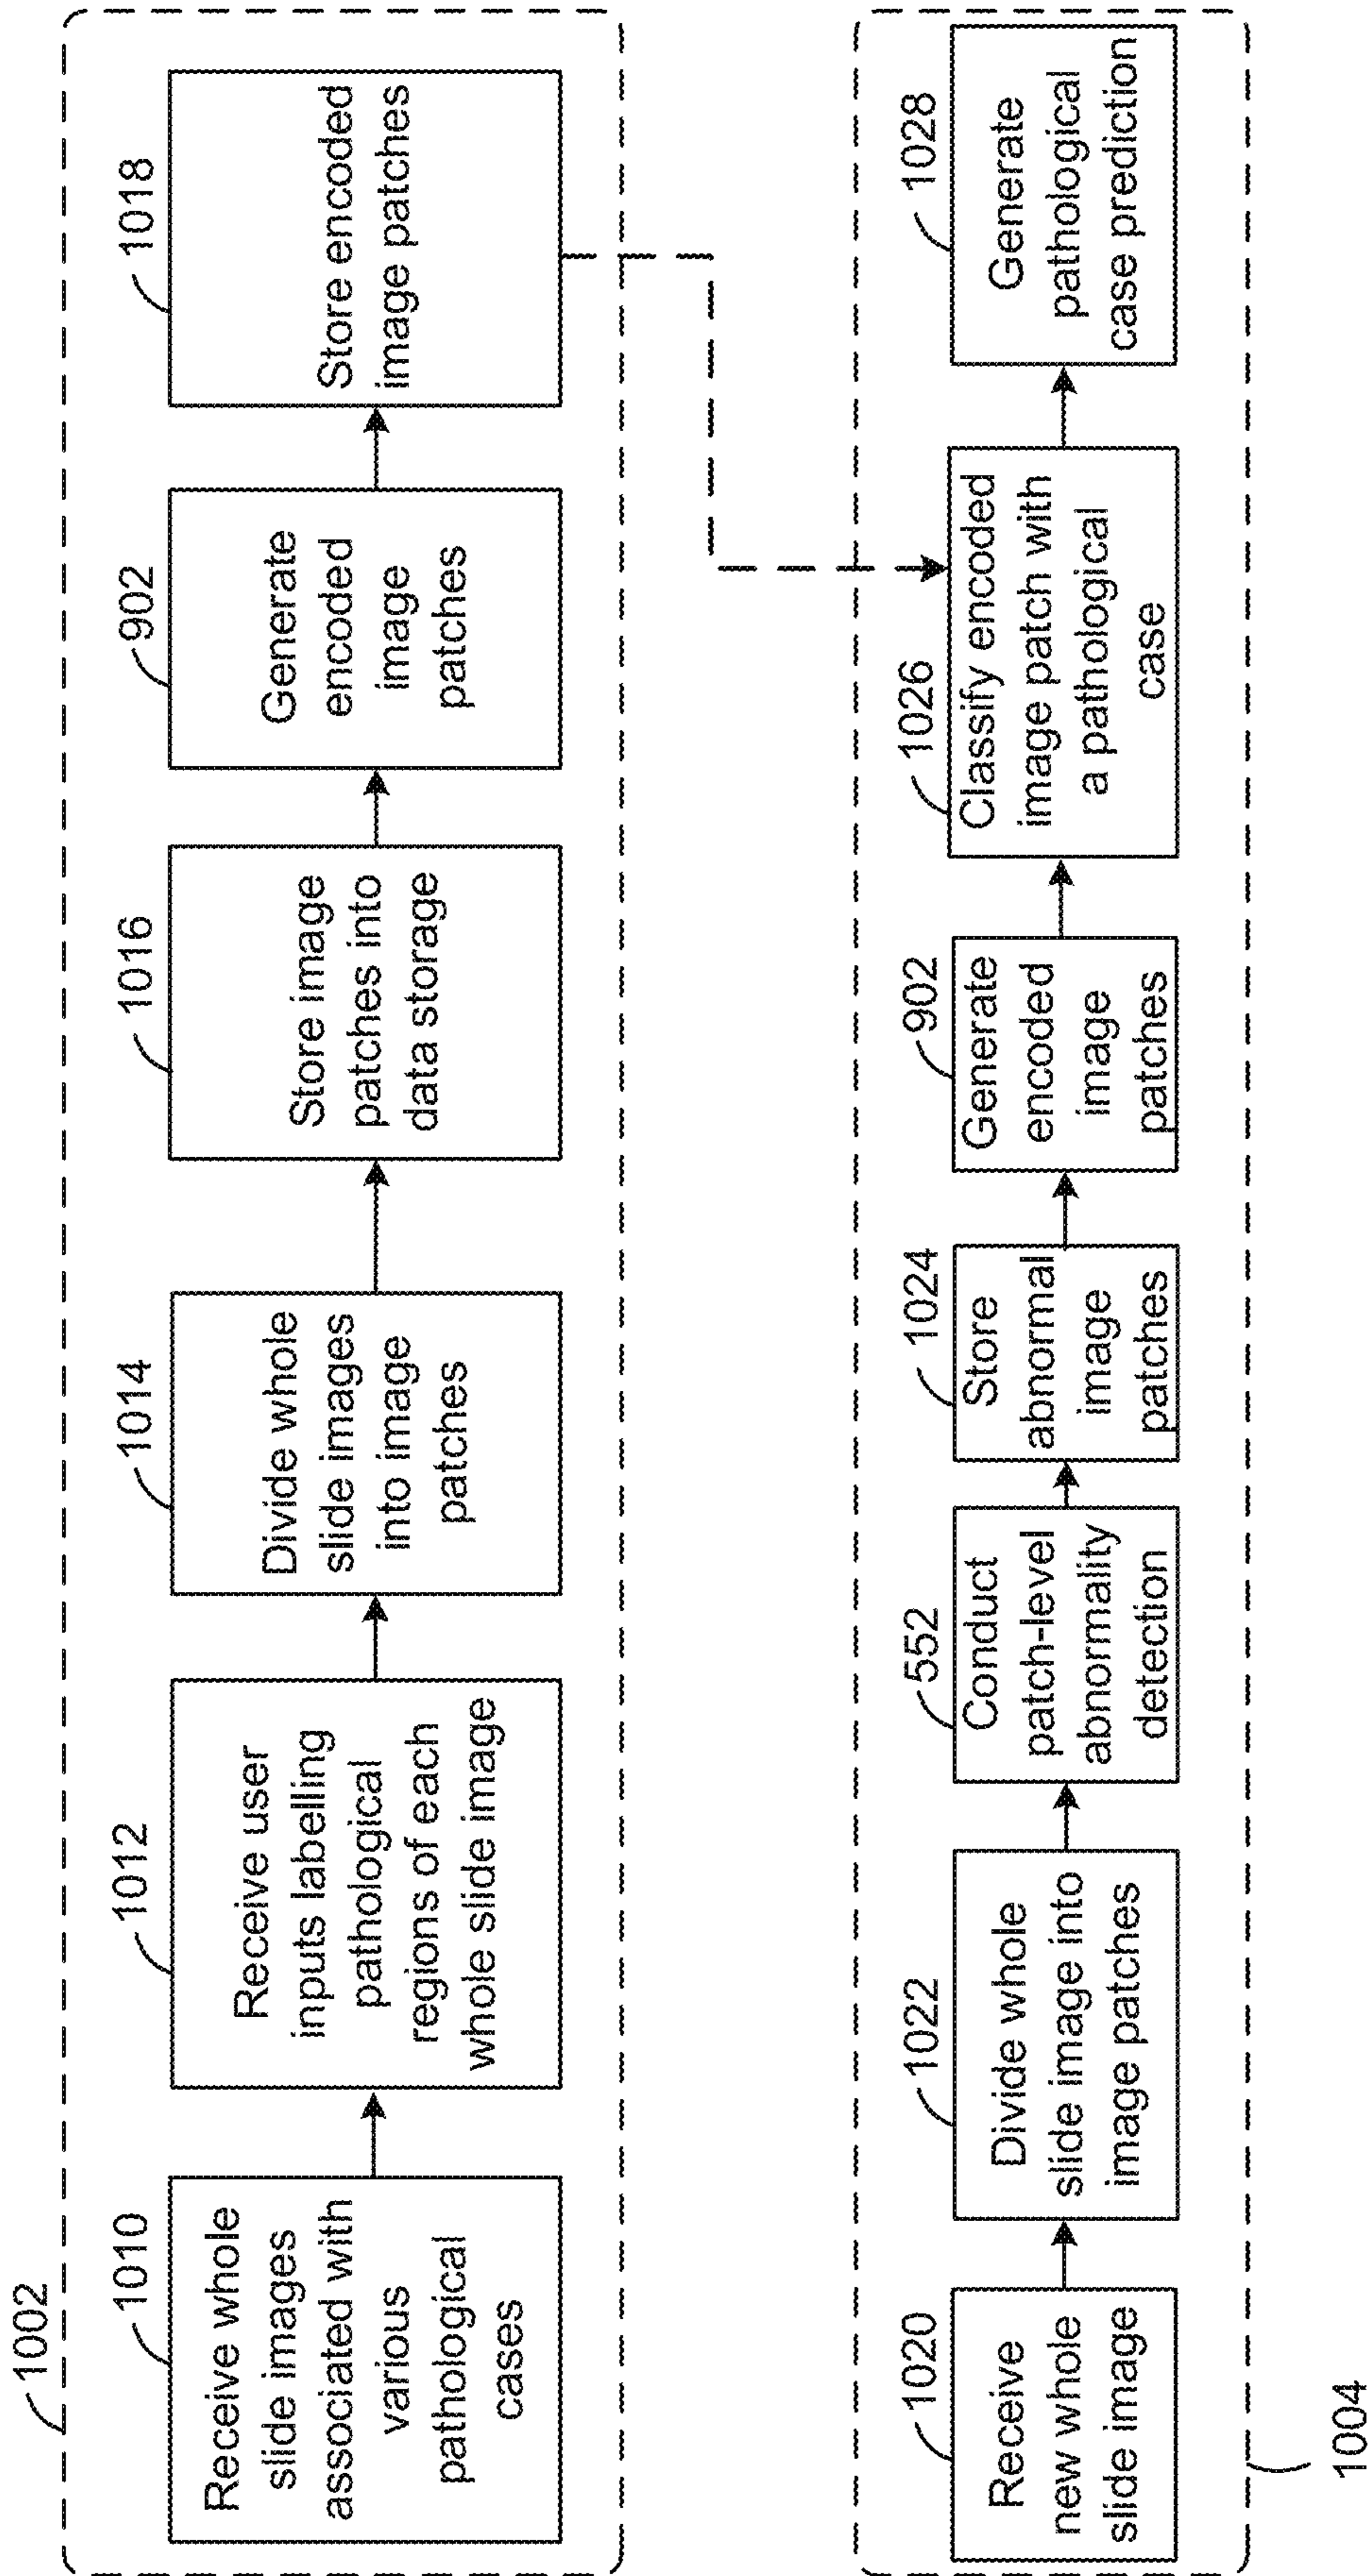 1002
1010
Receive whole
slide images
associated with
various
pathological
cases
1012
Receive user
inputs labelling
pathological
regions of each
whole slide image
1014
Divide whole
slide images
into image
patches
1016
Store image
patches into
data storage
902
Generate
encoded
image
patches
1018
Store encoded
image patches
1020
Receive
new whole
slide image
1022
Divide whole
slide image into
image patches
552
Conduct
patch-level
abnormality
detection
1024
Store
abnormal
image
patches
902
Generate
encoded
image
patches
1026
Classify encoded
image patch with
a pathological
case
1028
Generate
pathological
case prediction
1004